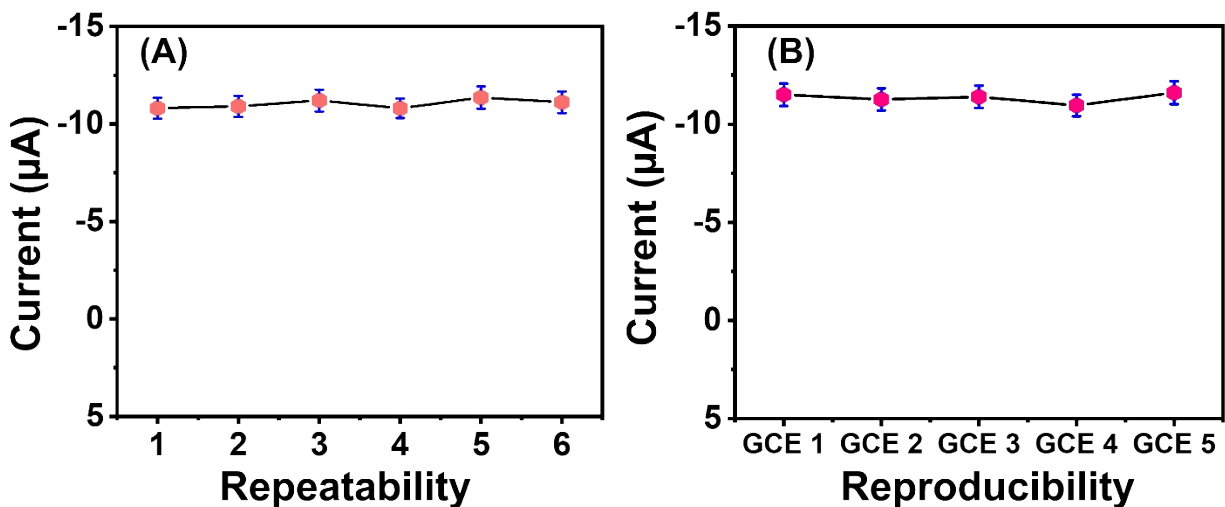 (A)
Current (µA)
-15
-10
-5
0
5
1 2 3 4 5 6
Repeatability
(B)
Current (µA)
-15
-10
-5
0
5
GCE 1 GCE 2 GCE 3 GCE 4 GCE 5
Reproducibility